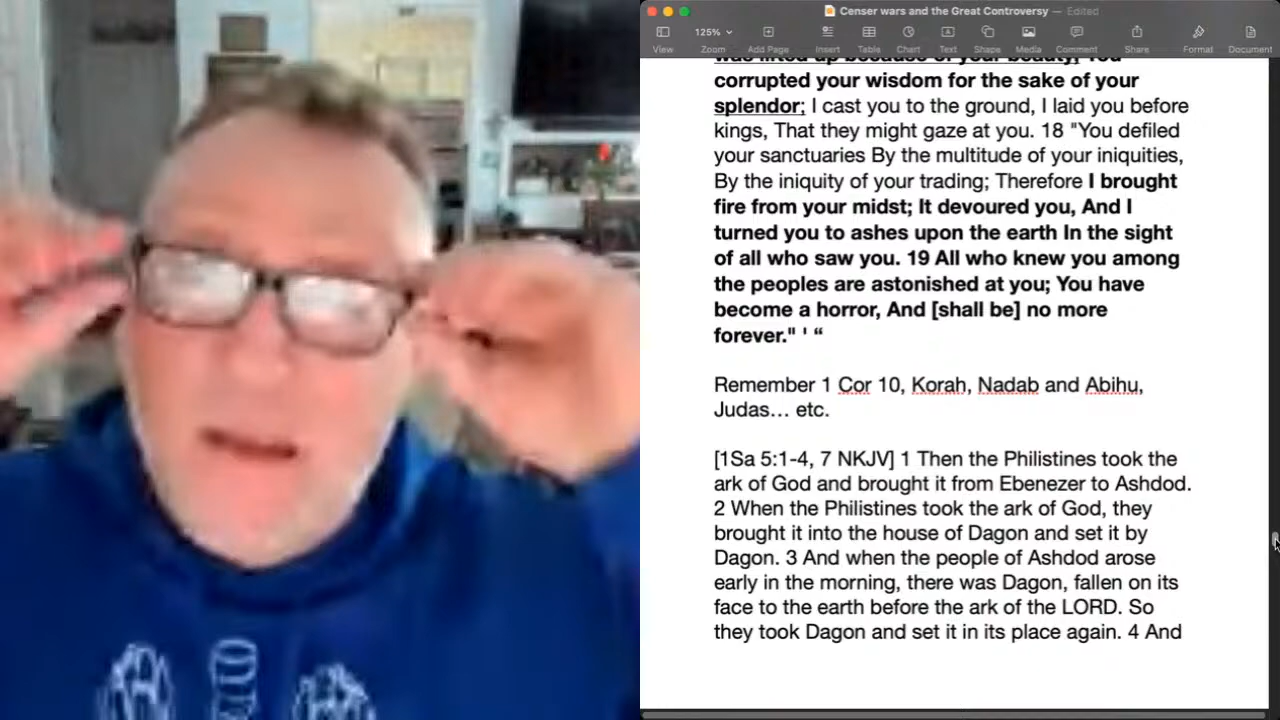 Censer wars and the Great Controversy — Edited
125%
View
Zoom
Add Page
Insert
Table
Chart
Text
Shape
Media
Comment
Share
Format
Document
was lifted up because of your beauty; You
corrupted your wisdom for the sake of your
splendor; I cast you to the ground, I laid you before
kings, That they might gaze at you. 18 "You defiled
your sanctuaries By the multitude of your iniquities,
By the iniquity of your trading; Therefore I brought
fire from your midst; It devoured you, And I
turned you to ashes upon the earth In the sight
of all who saw you. 19 All who knew you among
the peoples are astonished at you; You have
become a horror, And [shall be] no more
forever." ' “
Remember 1 Cor 10, Korah, Nadab and Abihu,
Judas… etc.
[1Sa 5:1-4, 7 NKJV] 1 Then the Philistines took the
ark of God and brought it from Ebenezer to Ashdod.
2 When the Philistines took the ark of God, they
brought it into the house of Dagon and set it by
Dagon. 3 And when the people of Ashdod arose
early in the morning, there was Dagon, fallen on its
face to the earth before the ark of the LORD. So
they took Dagon and set it in its place again. 4 And